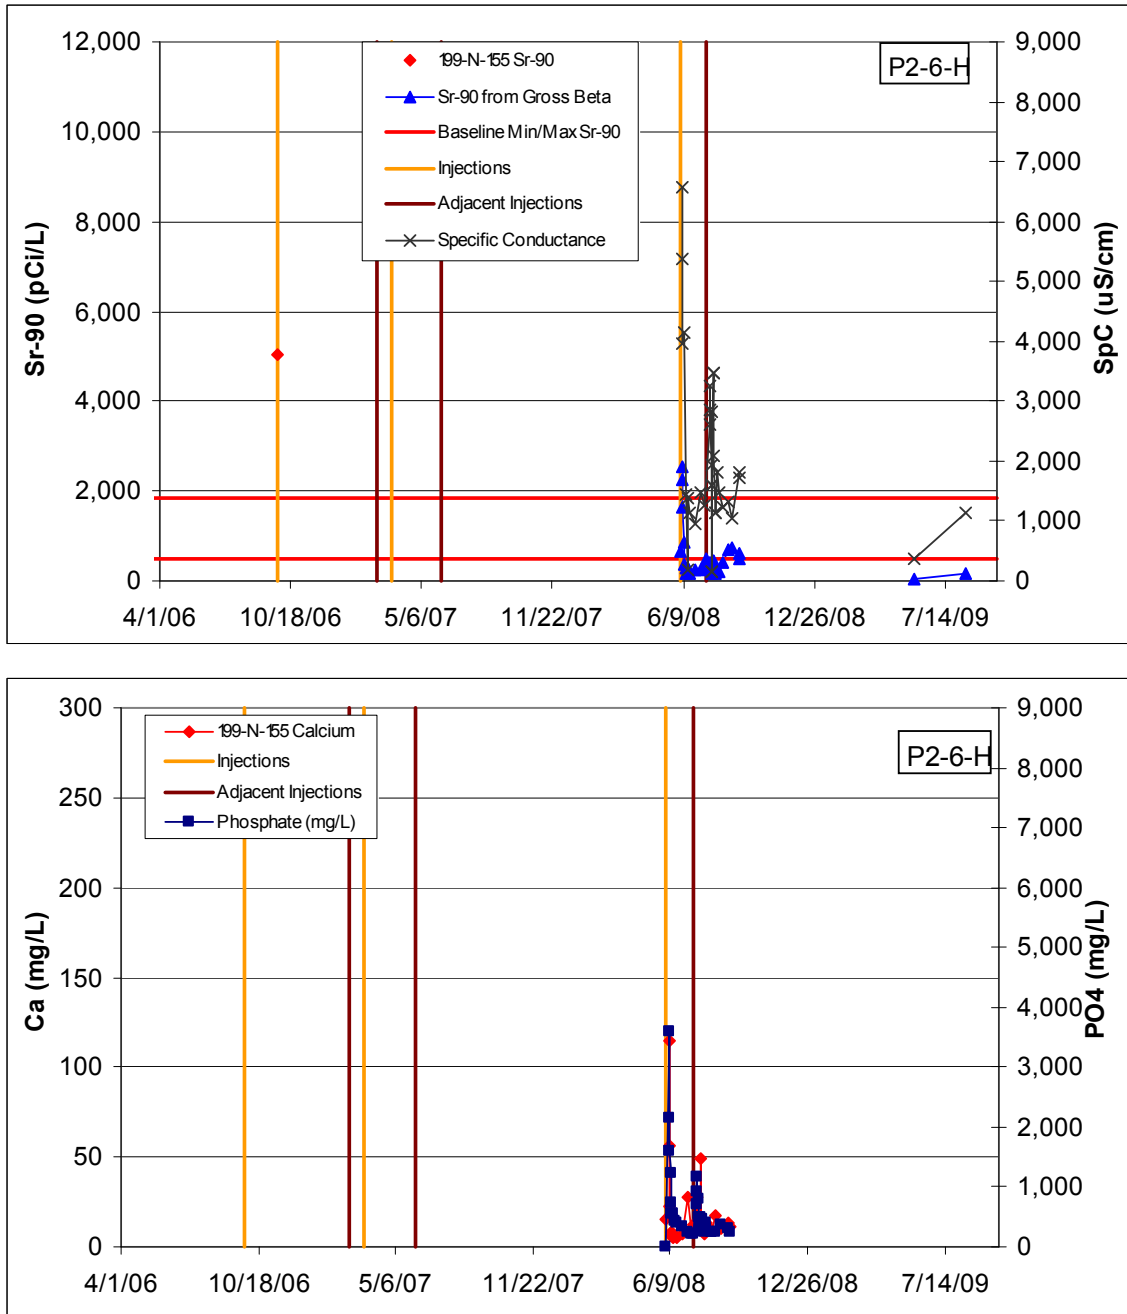 12,000
10,000
8,000
6,000
4,000
2,000
0
Sr-90 (pCi/L)
199-N-155 Sr-90
Sr-90 from Gross Beta
Baseline Min/Max Sr-90
Injections
Adjacent Injections
Specific Conductance
P2-6-H
9,000
8,000
7,000
6,000
5,000
4,000
3,000
2,000
1,000
0
SpC (uS/cm)
4/1/06 10/18/06 5/6/07 11/22/07 6/9/08 12/26/08 7/14/09
300
250
200
150
100
50
0
Ca (mg/L)
199-N-155 Calcium
Injections
Adjacent Injections
Phosphate (mg/L)
P2-6-H
9,000
8,000
7,000
6,000
5,000
4,000
3,000
2,000
1,000
0
PO4 (mg/L)
4/1/06 10/18/06 5/6/07 11/22/07 6/9/08 12/26/08 7/14/09